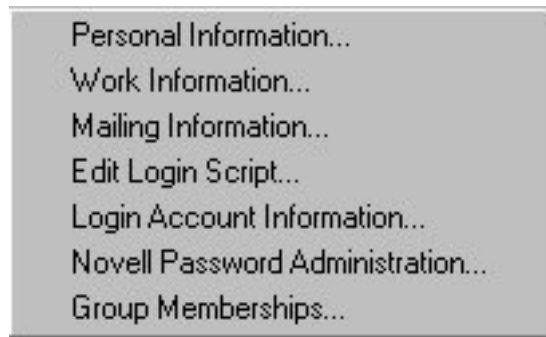 Personal Information...
Work Information...
Mailing Information...
Edit Login Script...
Login Account Information...
Novell Password Administration...
Group Memberships...